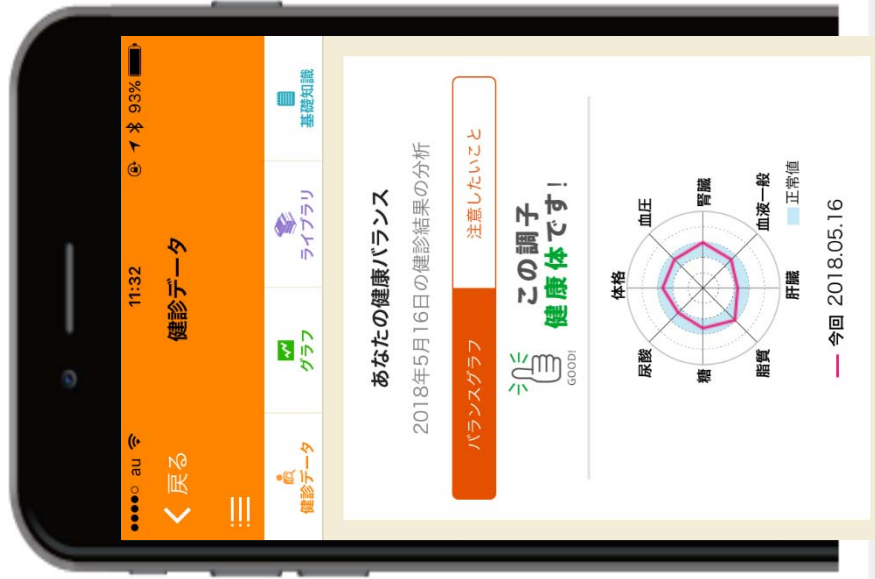 au 11:32 93%
戻る 健診データ
健診データ グラフ ライブラリ 基礎知識
あなたの健康バランス
2018年5月16日の健診結果の分析
バランスグラフ 注意したいこと
この調子
健康体です!
GOOD!
体格
血圧
腎臓
血液一般
肝臓
脂質
糖
尿酸
正常値
今回 2018.05.16